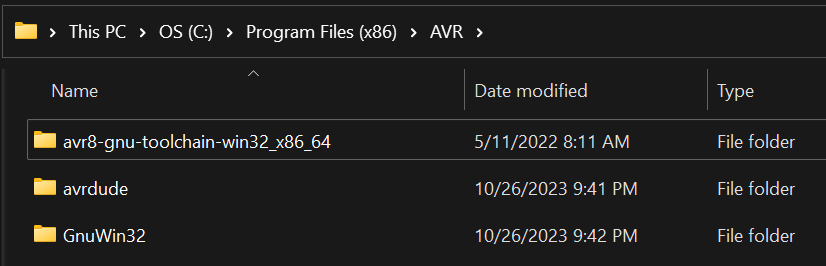 This PC > OS (C:) > Program Files (x86) > AVR >
Name Date modified Type
avr8-gnu-toolchain-win32_x86_64 5/11/2022 8:11 AM File folder
avrdude 10/26/2023 9:41 PM File folder
GnuWin32 10/26/2023 9:42 PM File folder